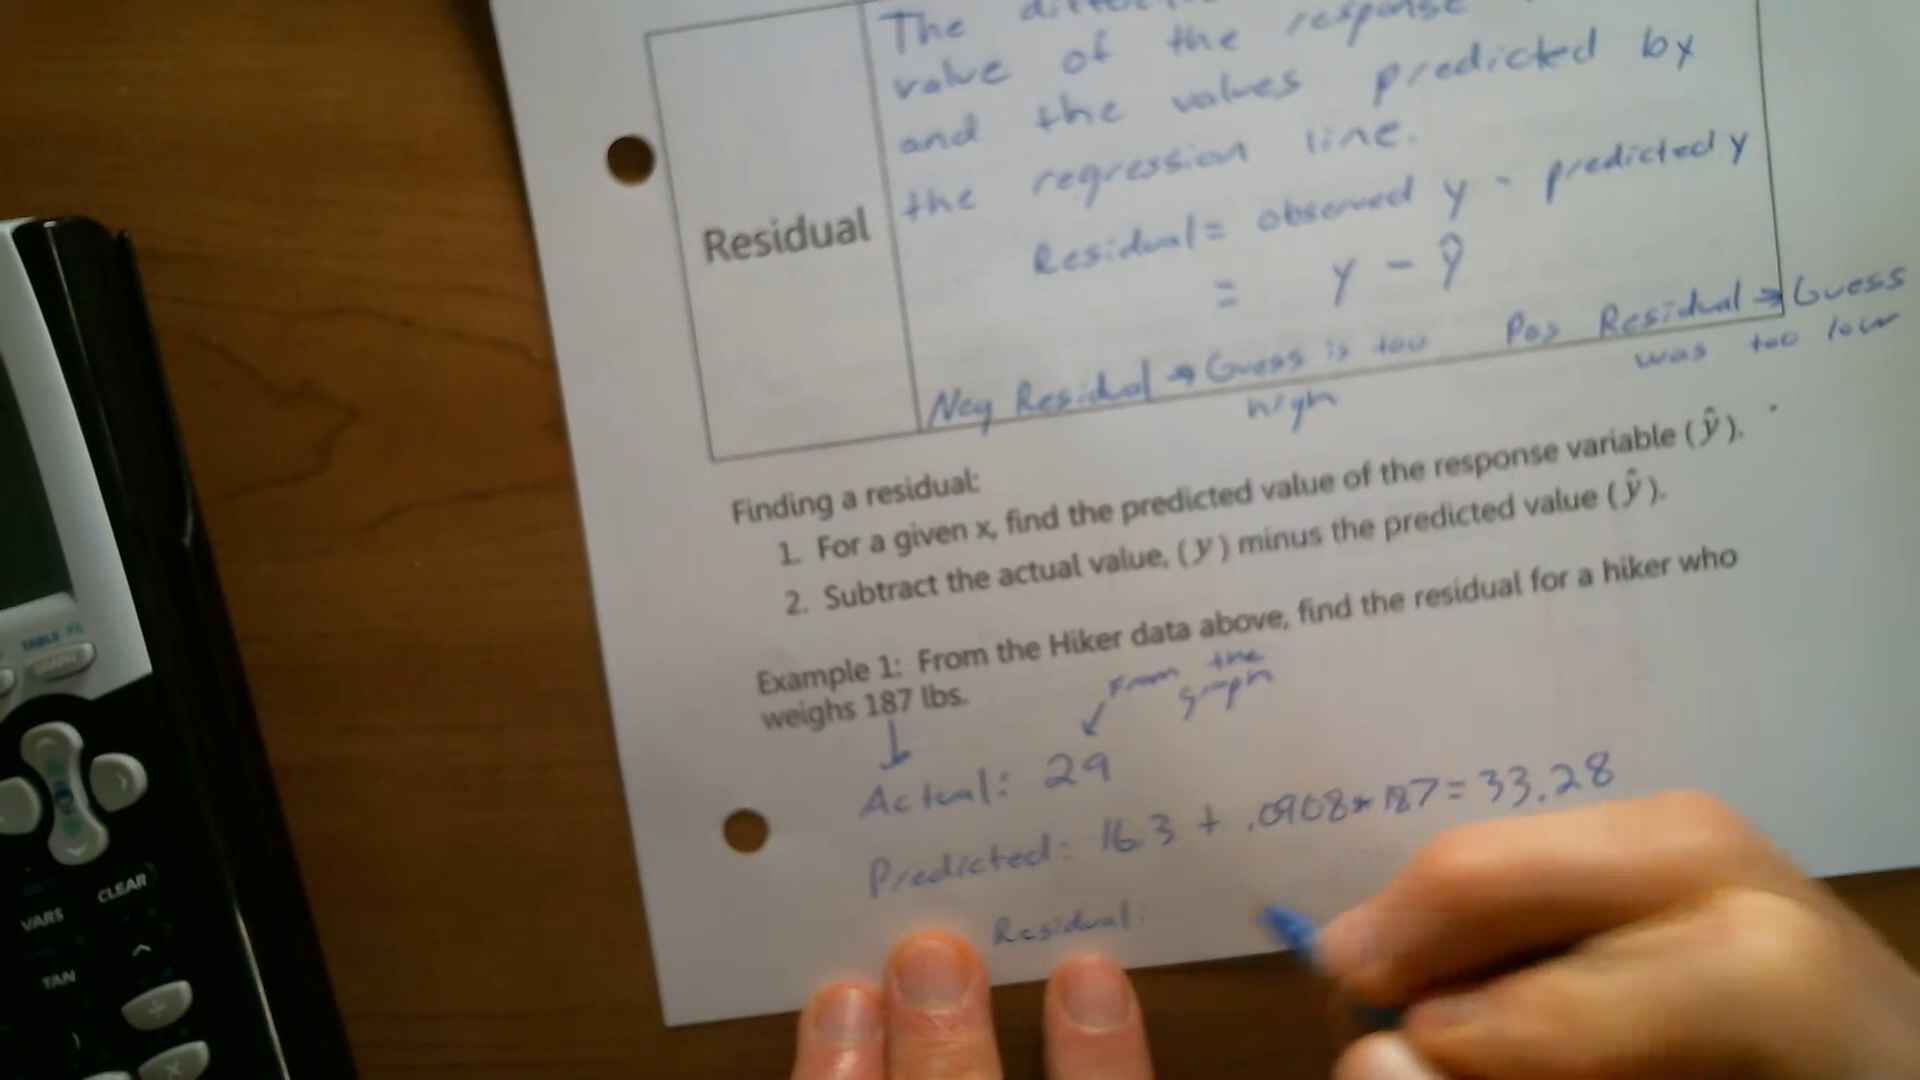 The
value of the response
and the values predicted by
the regression line.
Residual
Residual = observed y - predicted y
= y - ŷ
Neg Residual → Guess is too high
Pos Residual → Guess was too low
Finding a residual:
1. For a given x, find the predicted value of the response variable (ŷ).
2. Subtract the actual value, (y) minus the predicted value (ŷ).
Example 1: From the Hiker data above, find the residual for a hiker who
weighs 187 lbs.
From the
graph
Actual: 29
Predicted: 16.3 + .0908*187 = 33.28
Residual:
TABLE
VARS
CLEAR
TAN
^
)
÷
×